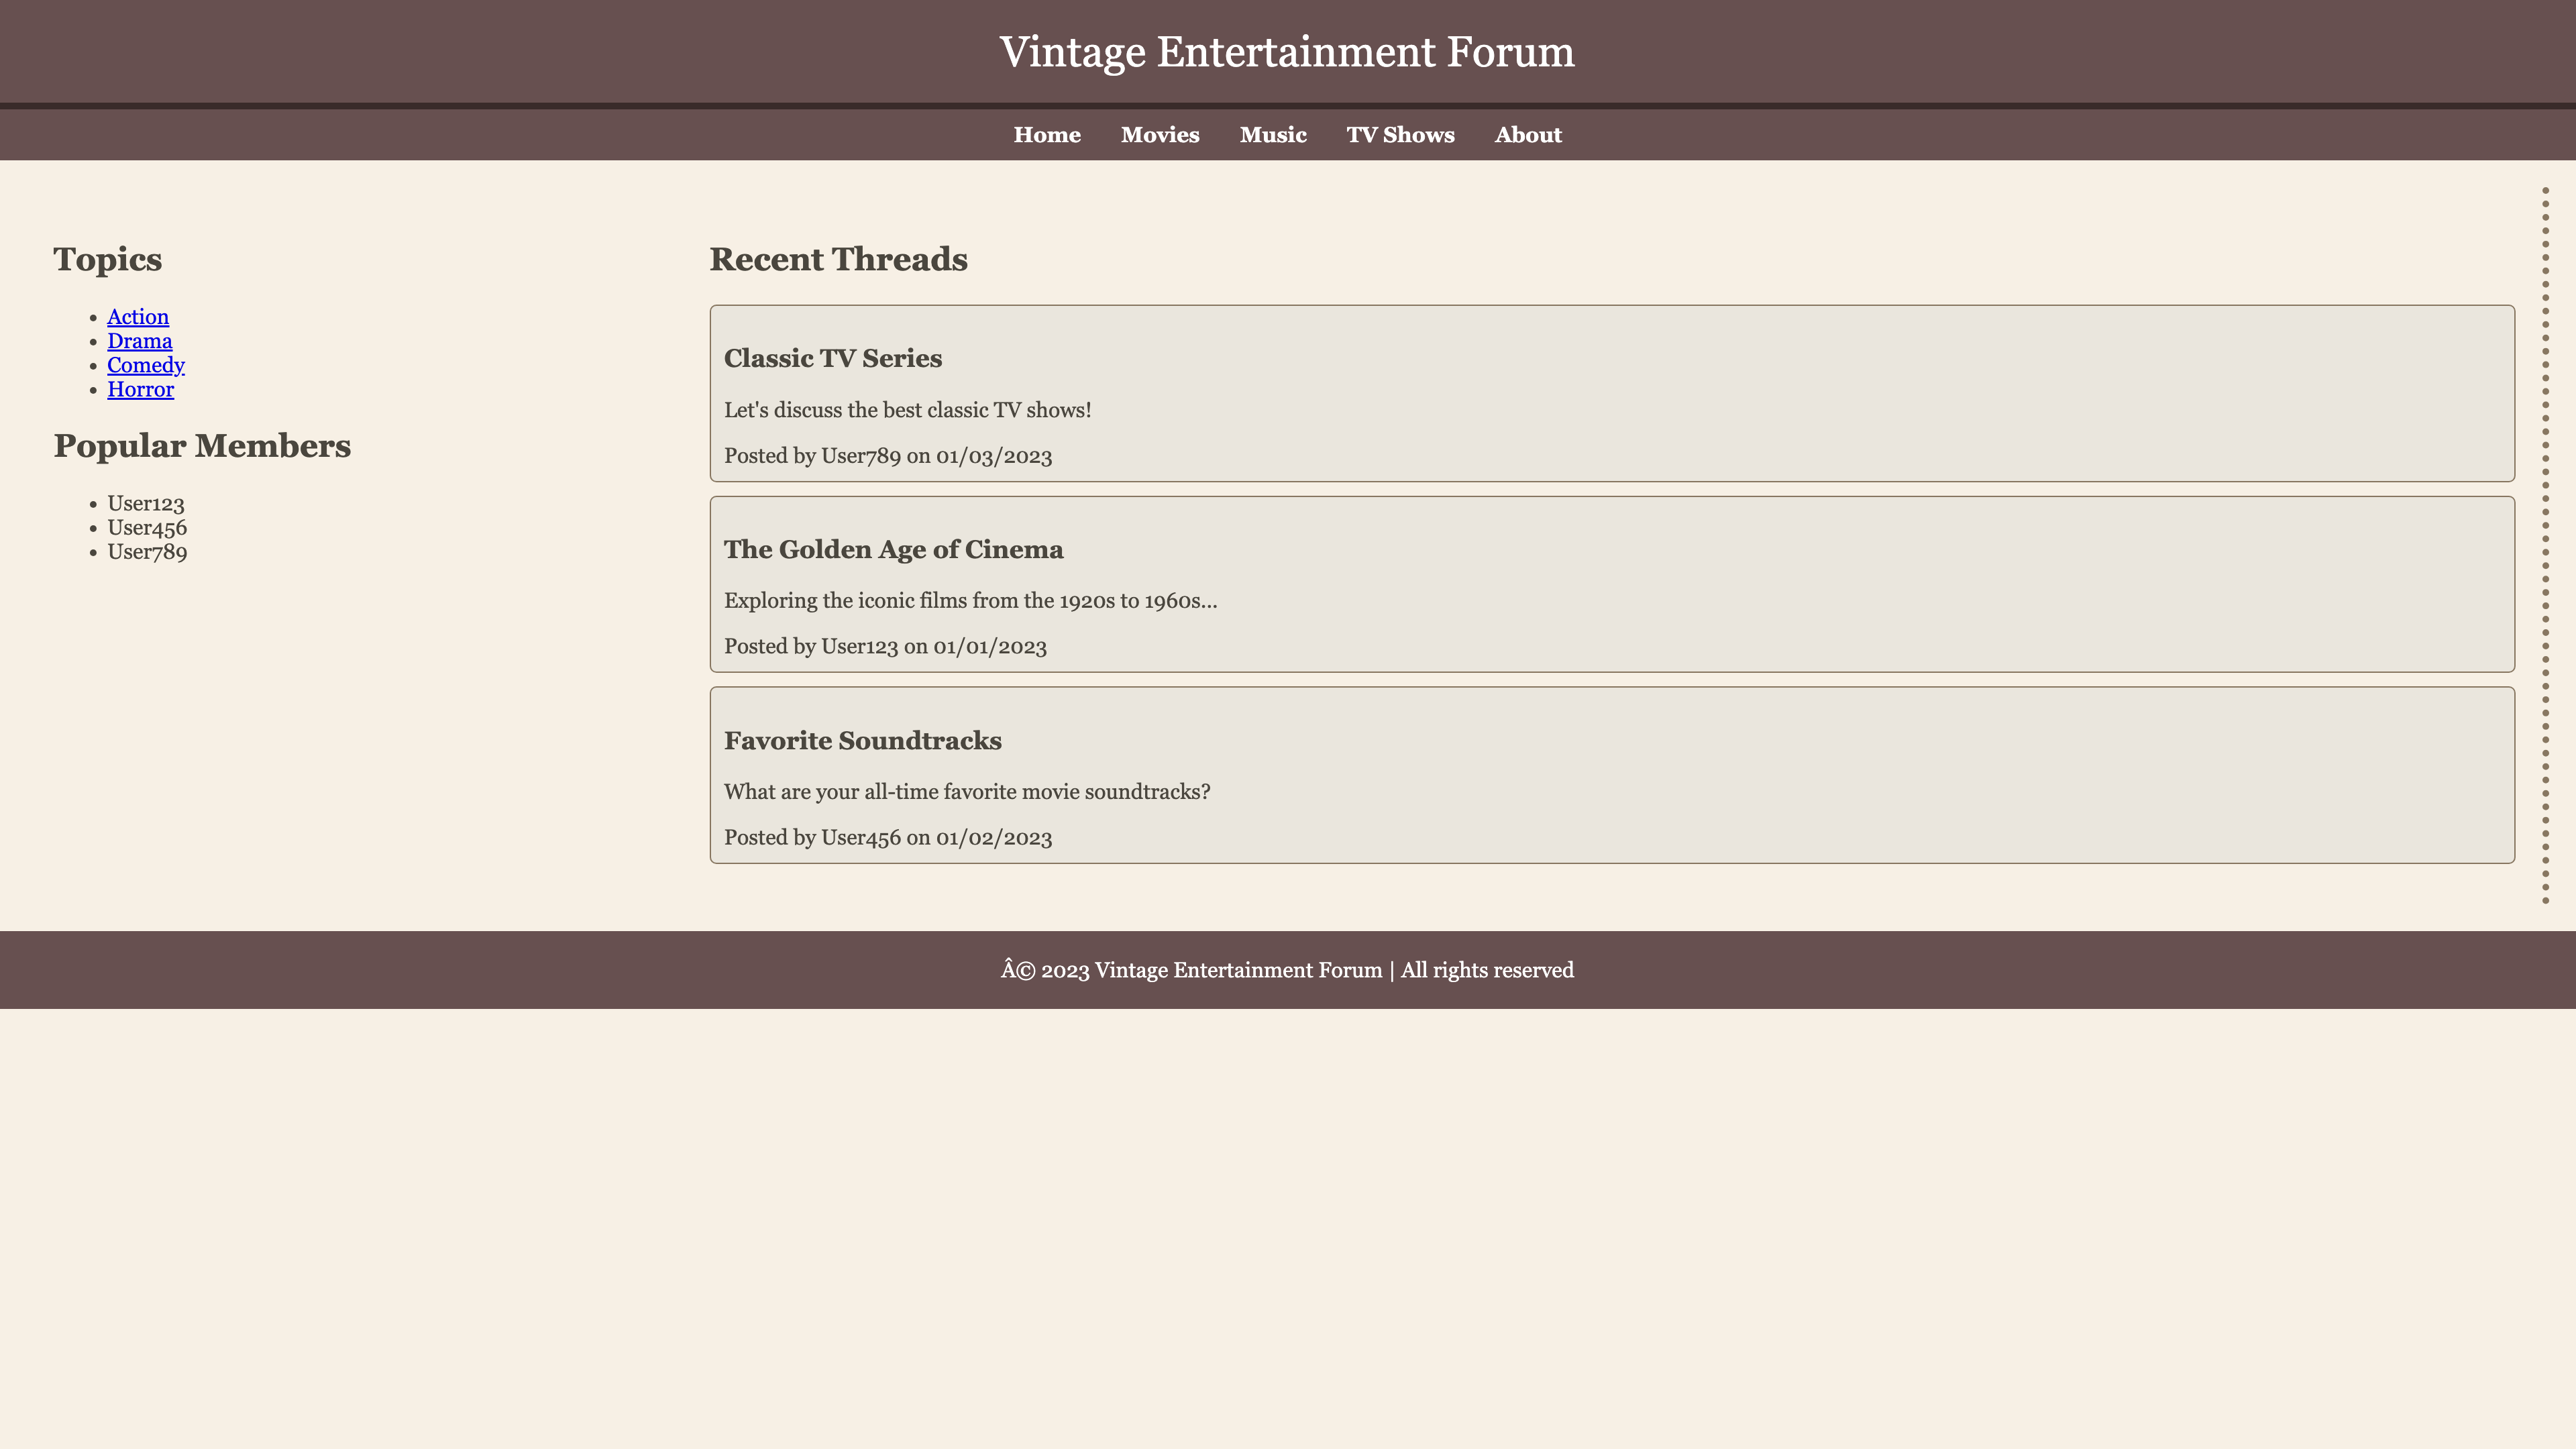 Vintage Entertainment Forum
Home Movies Music TV Shows About
Topics
Action
Drama
Comedy
Horror
Popular Members
User123
User456
User789
Recent Threads
Classic TV Series
Let's discuss the best classic TV shows!
Posted by User789 on 01/03/2023
The Golden Age of Cinema
Exploring the iconic films from the 1920s to 1960s...
Posted by User123 on 01/01/2023
Favorite Soundtracks
What are your all-time favorite movie soundtracks?
Posted by User456 on 01/02/2023
Â© 2023 Vintage Entertainment Forum | All rights reserved